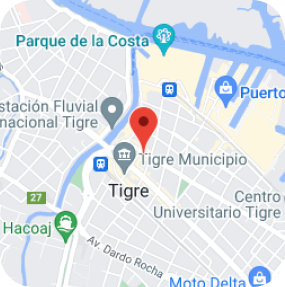 Parque de la Costa
Puerto
stación Fluvial
nacional Tigre
Tigre Municipio
Tigre
27
Centro
Universitario Tigre
Hacoaj
Av. Dardo Rocha
Moto Delta